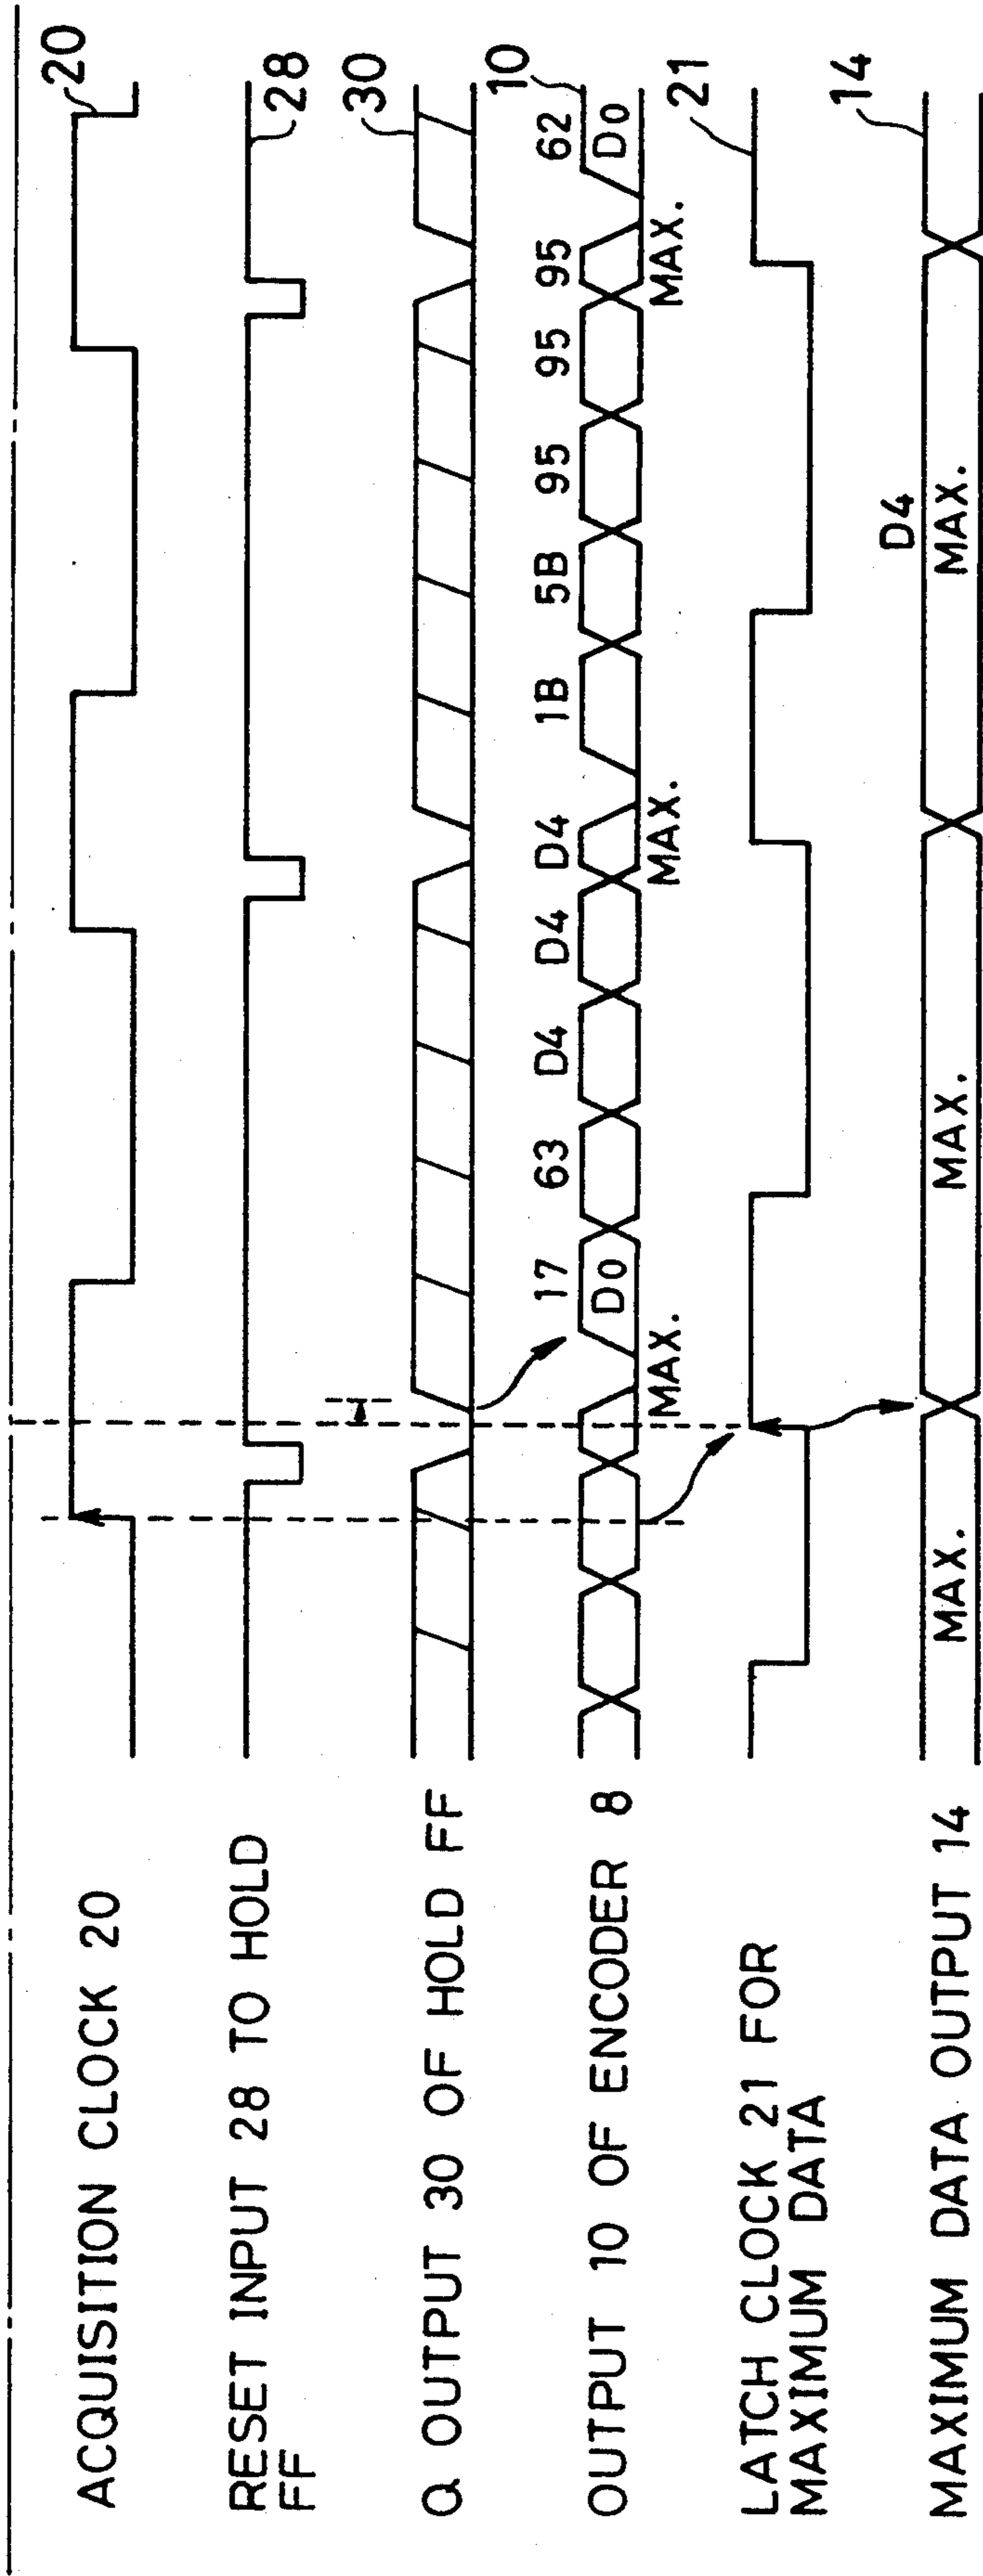 ACQUISITION CLOCK 20
20
RESET INPUT 28 TO HOLD
FF
28
Q OUTPUT 30 OF HOLD FF
30
17 63 D4 D4 D4 1B 5B 95 95 95 62 10
OUTPUT 10 OF ENCODER 8
D0 D0
MAX. MAX. MAX.
LATCH CLOCK 21 FOR
MAXIMUM DATA
21
D4
14
MAXIMUM DATA OUTPUT 14
MAX. MAX. MAX.